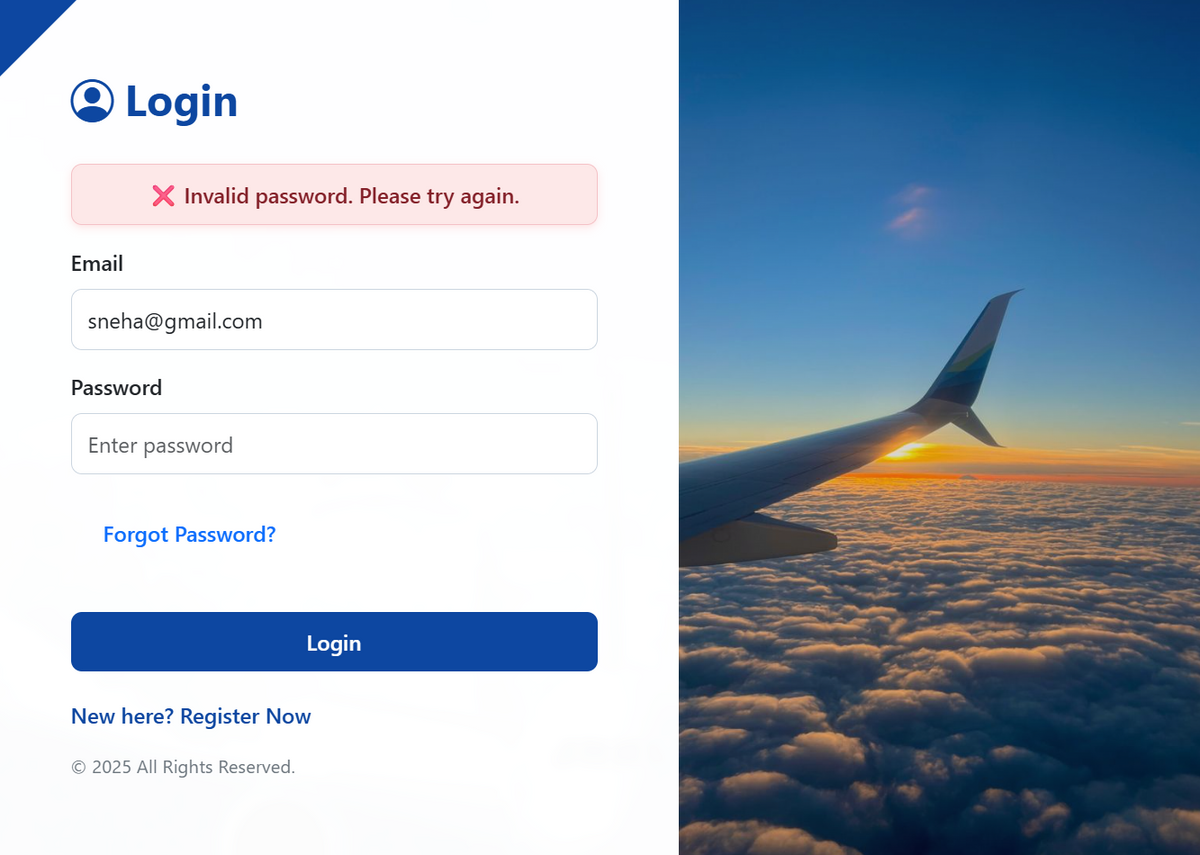 Login
❌ Invalid password. Please try again.
Email
sneha@gmail.com
Password
Enter password
Forgot Password?
Login
New here? Register Now
© 2025 All Rights Reserved.